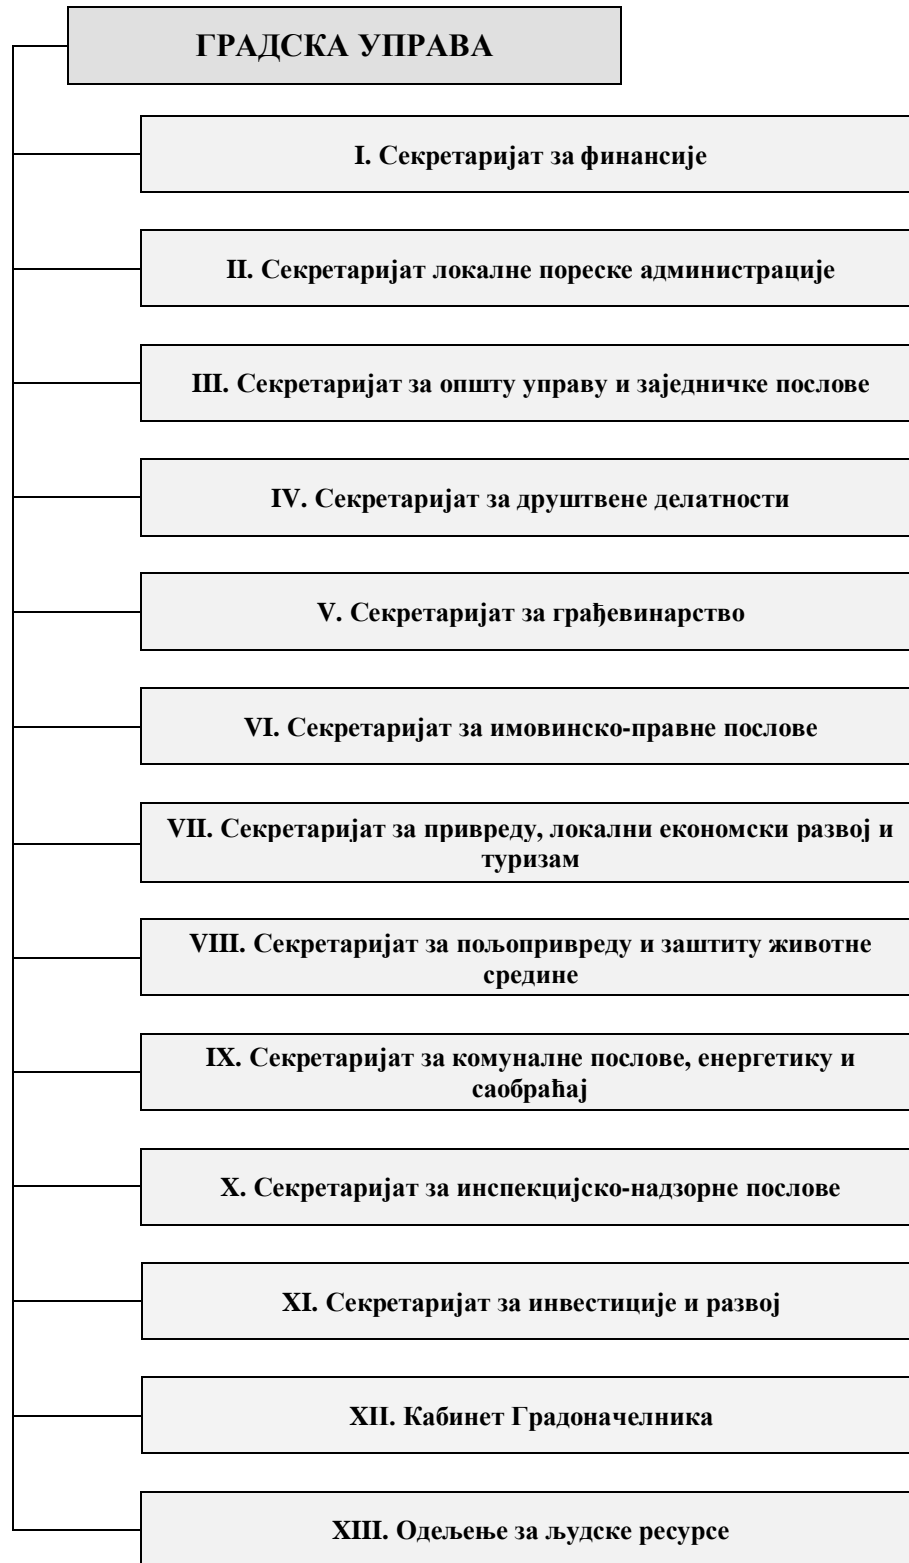 ГРАДСКА УПРАВА
I. Секретаријат за финансије
II. Секретаријат локалне пореске администрације
III. Секретаријат за општу управу и заједничке послове
IV. Секретаријат за друштвене делатности
V. Секретаријат за грађевинарство
VI. Секретаријат за имовинско-правне послове
VII. Секретаријат за привреду, локални економски развој и
туризам
VIII. Секретаријат за пољопривреду и заштиту животне
средине
IX. Секретаријат за комуналне послове, енергетику и
саобраћај
X. Секретаријат за инспекцијско-надзорне послове
XI. Секретаријат за инвестиције и развој
XII. Кабинет Градоначелника
XIII. Одељење за људске ресурсе